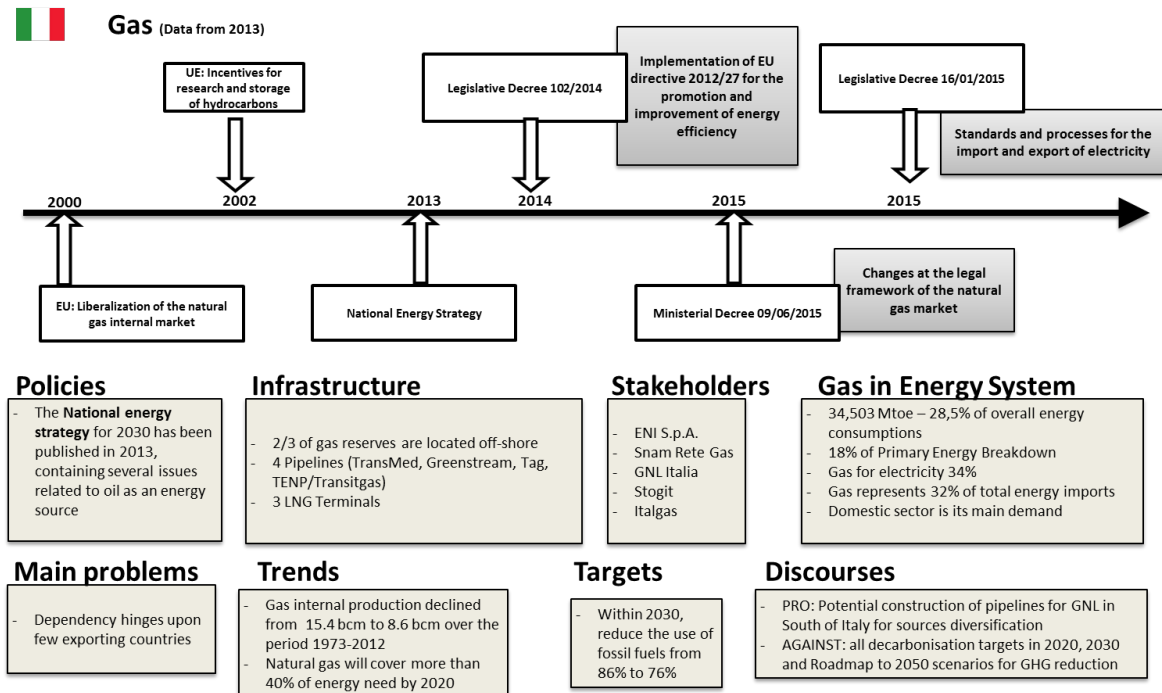 Gas (Data from 2013)
UE: Incentives for
research and storage
of hydrocarbons
Legislative Decree 102/2014
Implementation of EU
directive 2012/27 for the
promotion and
improvement of energy
efficiency
Legislative Decree 16/01/2015
Standards and processes for the
import and export of electricity
2000
2002
2013
2014
2015
2015
EU: Liberalization of the natural
gas internal market
National Energy Strategy
Ministerial Decree 09/06/2015
Changes at the legal
framework of the natural
gas market
Policies
- The National energy
strategy for 2030 has been
published in 2013,
containing several issues
related to oil as an energy
source
Infrastructure
- 2/3 of gas reserves are located off-shore
- 4 Pipelines (TransMed, Greenstream, Tag,
TENP/Transitgas)
- 3 LNG Terminals
Stakeholders
- ENI S.p.A.
- Snam Rete Gas
- GNL Italia
- Stogit
- Italgas
Gas in Energy System
- 34,503 Mtoe – 28,5% of overall energy
consumptions
- 18% of Primary Energy Breakdown
- Gas for electricity 34%
- Gas represents 32% of total energy imports
- Domestic sector is its main demand
Main problems
- Dependency hinges upon
few exporting countries
Trends
- Gas internal production declined
from 15.4 bcm to 8.6 bcm over the
period 1973-2012
- Natural gas will cover more than
40% of energy need by 2020
Targets
- Within 2030,
reduce the use of
fossil fuels from
86% to 76%
Discourses
- PRO: Potential construction of pipelines for GNL in
South of Italy for sources diversification
- AGAINST: all decarbonisation targets in 2020, 2030
and Roadmap to 2050 scenarios for GHG reduction